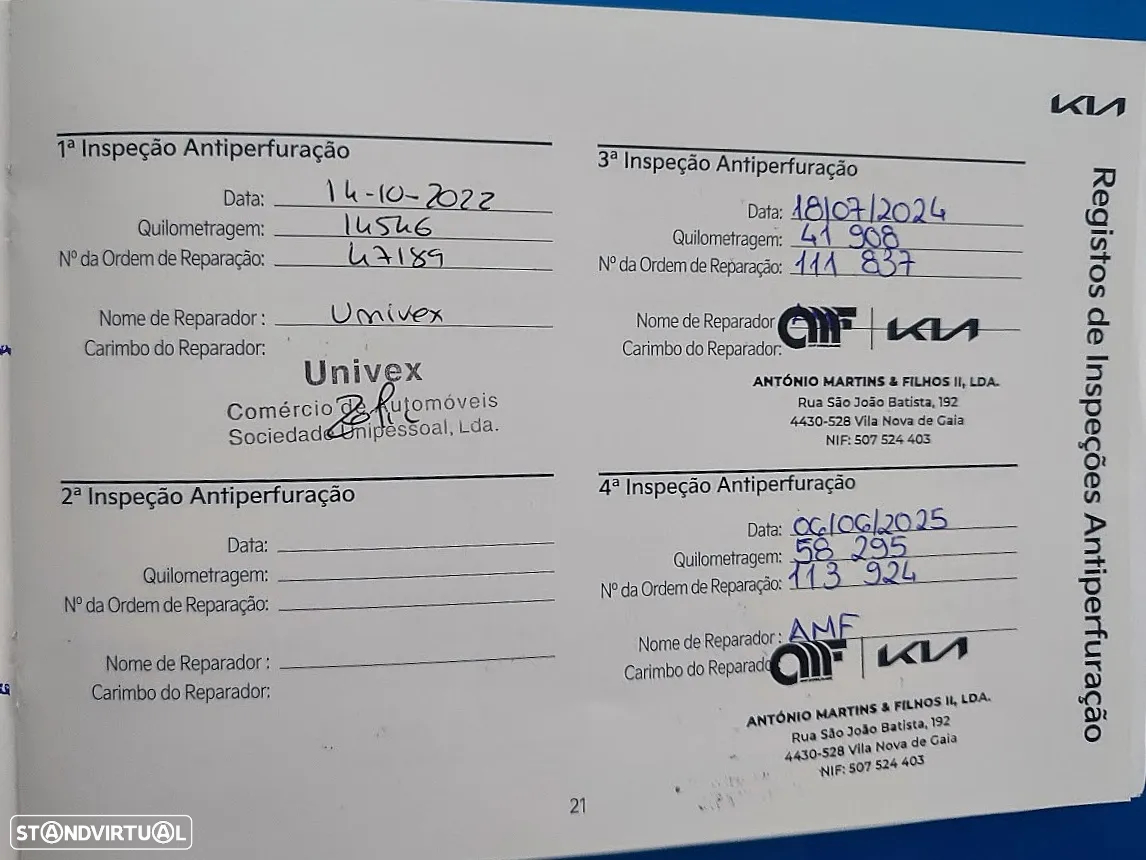 KIA
Registos de Inspeções Antiperfuração
1ª Inspeção Antiperfuração
Data: 14-10-2022
Quilometragem: 14546
Nº da Ordem de Reparação: 47189
Nome de Reparador : Univex
Carimbo do Reparador:
Univex
Comércio de Automóveis
Sociedade Unipessoal, Lda.
2ª Inspeção Antiperfuração
Data:
Quilometragem:
Nº da Ordem de Reparação:
Nome de Reparador :
Carimbo do Reparador:
3ª Inspeção Antiperfuração
Data: 18/07/2024
Quilometragem: 41 908
Nº da Ordem de Reparação: 111 837
Nome de Reparador AMF KIA
Carimbo do Reparador:
ANTÓNIO MARTINS & FILHOS II, LDA.
Rua São João Batista, 192
4430-528 Vila Nova de Gaia
NIF: 507 524 403
4ª Inspeção Antiperfuração
Data: 06/06/2025
Quilometragem: 58 295
Nº da Ordem de Reparação: 113 924
Nome de Reparador : AMF
Carimbo do Reparado AMF KIA
ANTÓNIO MARTINS & FILHOS II, LDA.
Rua São João Batista, 192
4430-528 Vila Nova de Gaia
NIF: 507 524 403
21
STANDVIRTUAL